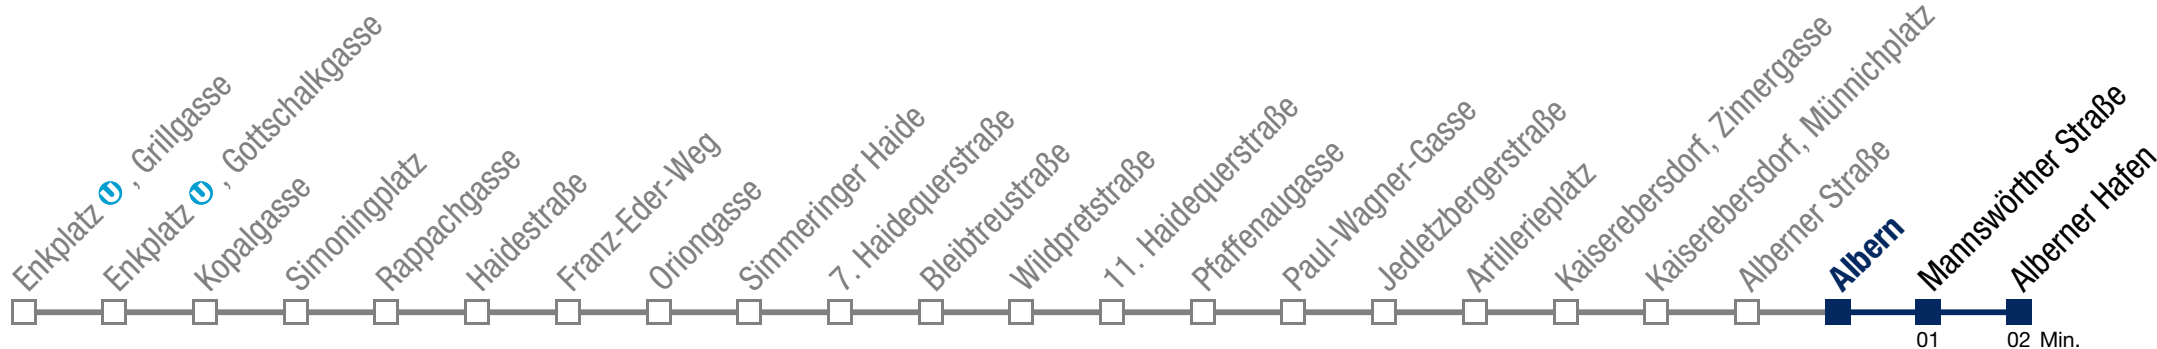 Enkplatz U, Grillgasse
Enkplatz U, Gottschalkgasse
Kopalgasse
Simoningplatz
Rappachgasse
Haidestraße
Franz-Eder-Weg
Oriongasse
Simmeringer Haide
7. Haidequerstraße
Bleibtreustraße
Wildpretstraße
11. Haidequerstraße
Pfaffenaugasse
Paul-Wagner-Gasse
Jedletzbergerstraße
Artillerieplatz
Kaiserebersdorf, Zinnergasse
Kaiserebersdorf, Münnichplatz
Alberner Straße
Albern
Mannswörther Straße
Alberner Hafen
01 02 Min.